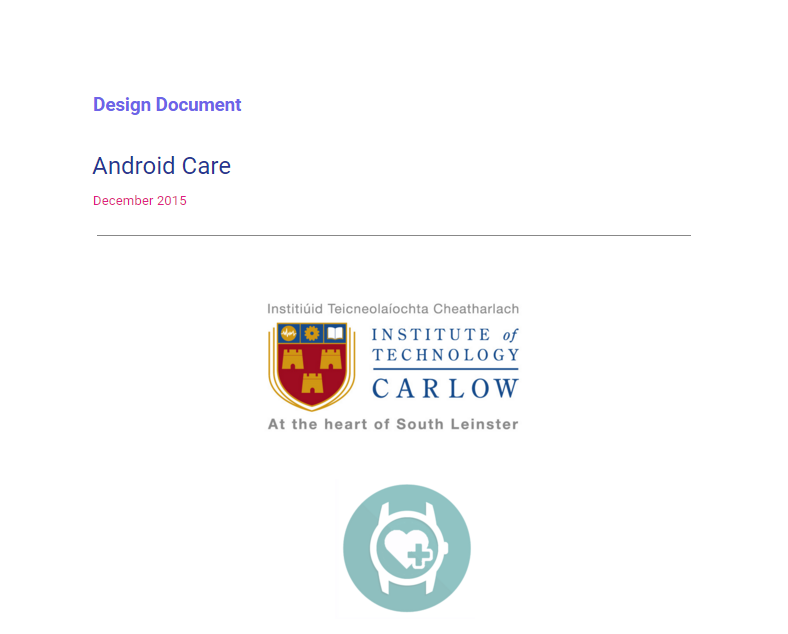 Design Document
Android Care
December 2015
Institiúid Teicneolaíochta Cheatharlach
INSTITUTE of
TECHNOLOGY
CARLOW
At the heart of South Leinster